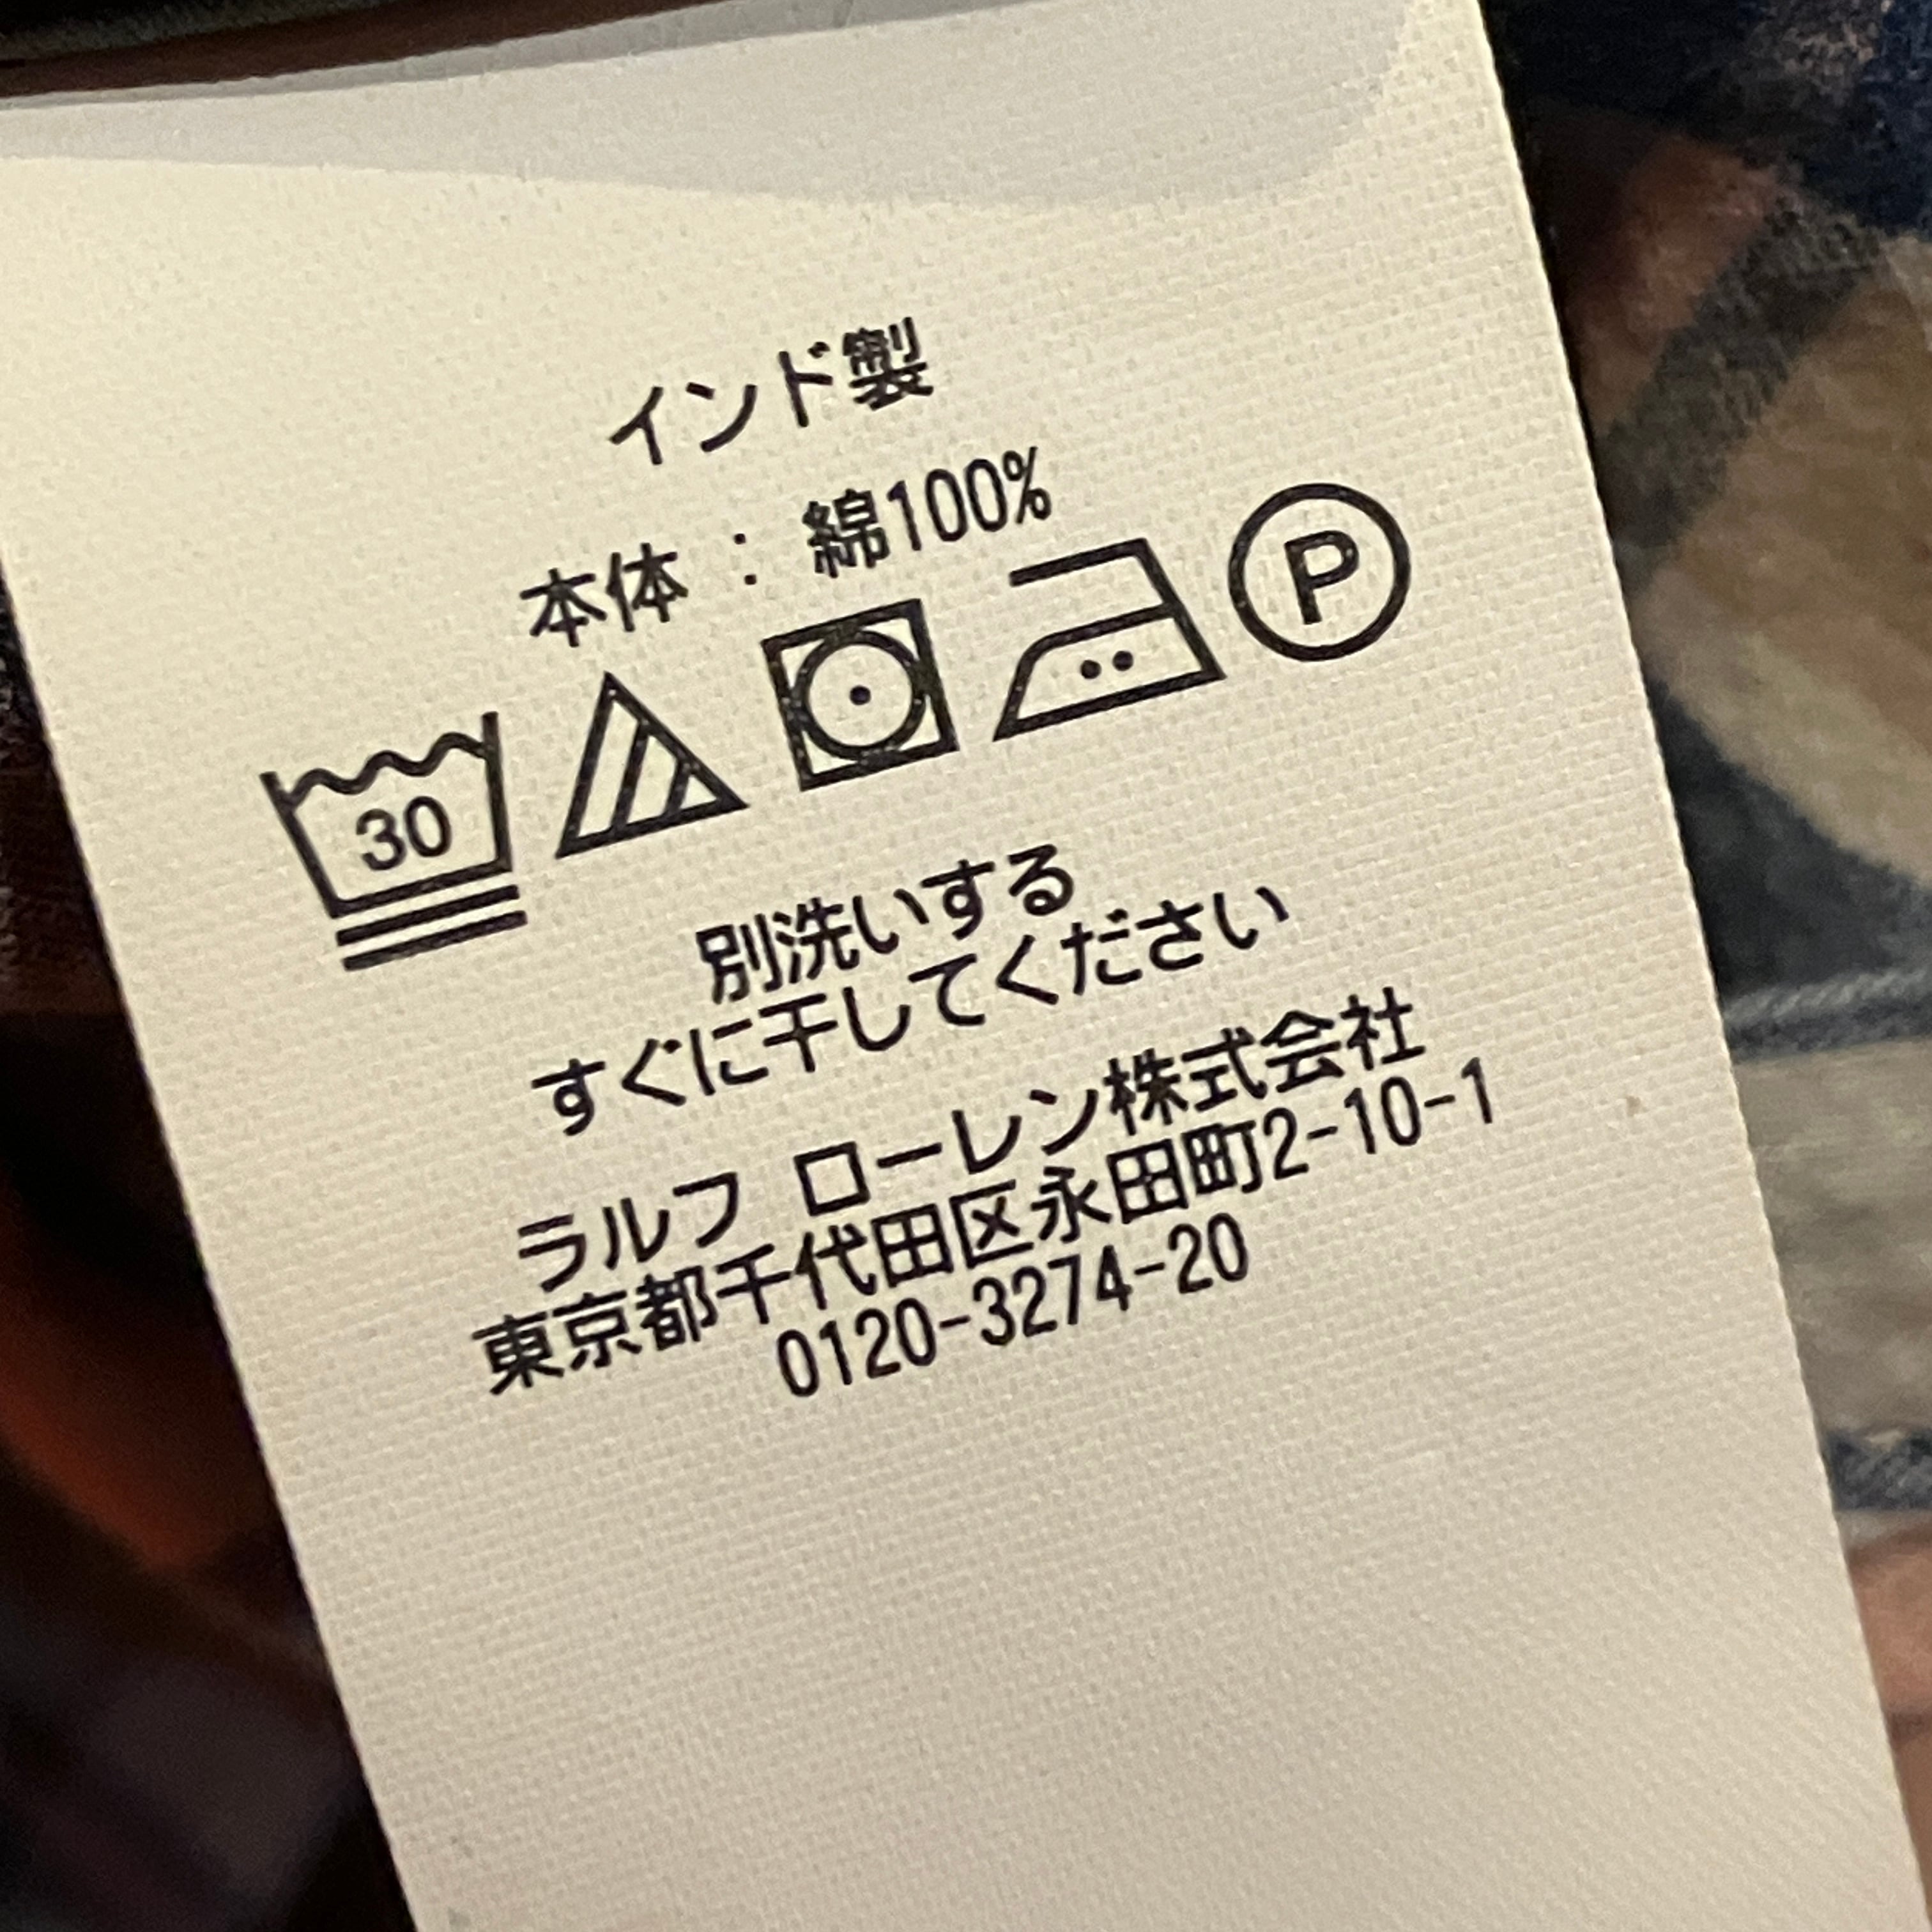 インド製
本体 : 綿100%
30 P
別洗いする
すぐに干してください
ラルフ ローレン株式会社
東京都千代田区永田町2-10-1
0120-3274-20